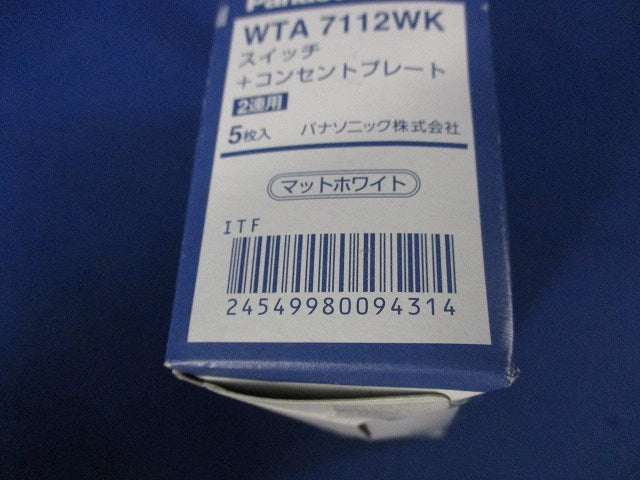 Panasonic
WTA 7112WK
スイッチ
+コンセントプレート
2連用
5枚入 パナソニック株式会社
マットホワイト
ITF
24549980094314